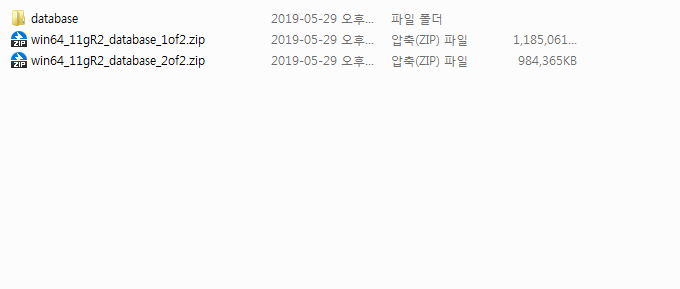 database 2019-05-29 오후... 파일 폴더
win64_11gR2_database_1of2.zip 2019-05-29 오후... 압축(ZIP) 파일 1,185,061...
win64_11gR2_database_2of2.zip 2019-05-29 오후... 압축(ZIP) 파일 984,365KB